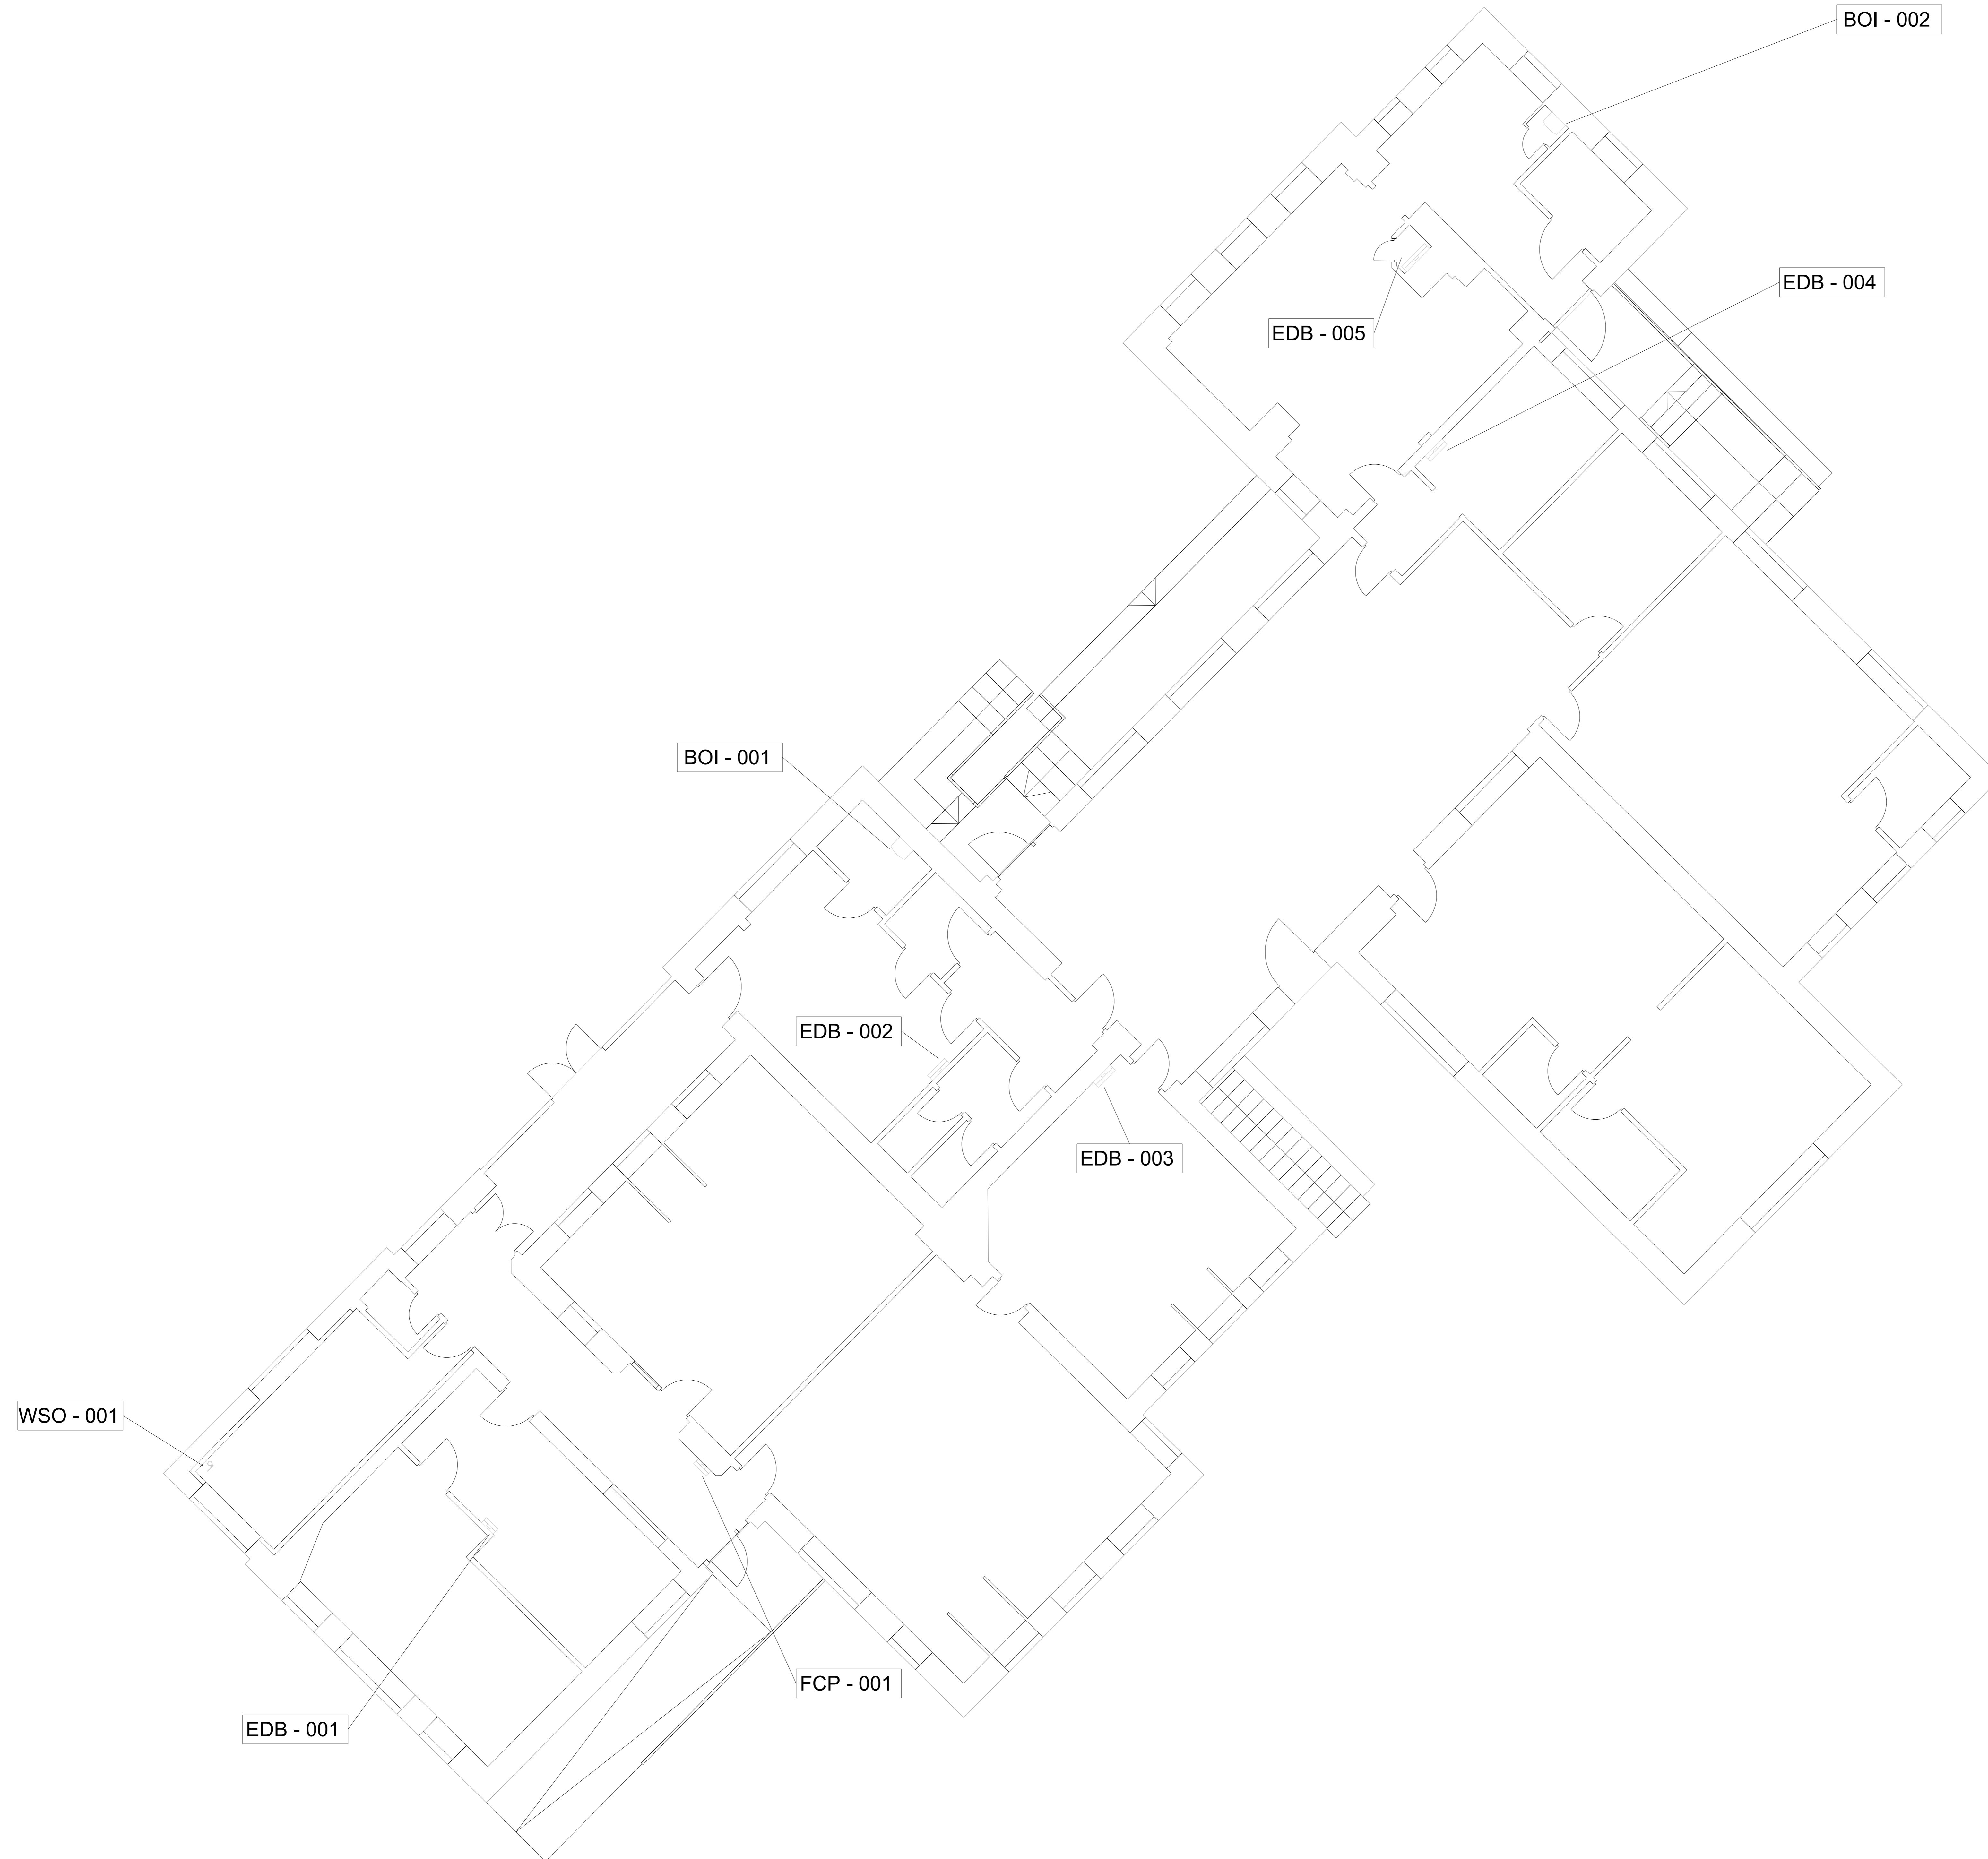 BOI - 002
EDB - 004
EDB - 005
BOI - 001
EDB - 002
EDB - 003
WSO - 001
FCP - 001
EDB - 001